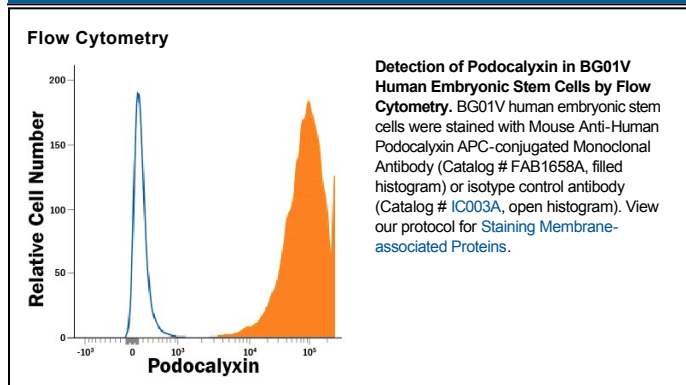 Flow Cytometry
200
150
100
50
0
Relative Cell Number
-10³ 0 10³ 10⁴ 10⁵
Podocalyxin
Detection of Podocalyxin in BG01V
Human Embryonic Stem Cells by Flow
Cytometry. BG01V human embryonic stem
cells were stained with Mouse Anti-Human
Podocalyxin APC-conjugated Monoclonal
Antibody (Catalog # FAB1658A, filled
histogram) or isotype control antibody
(Catalog # IC003A, open histogram). View
our protocol for Staining Membrane-
associated Proteins.